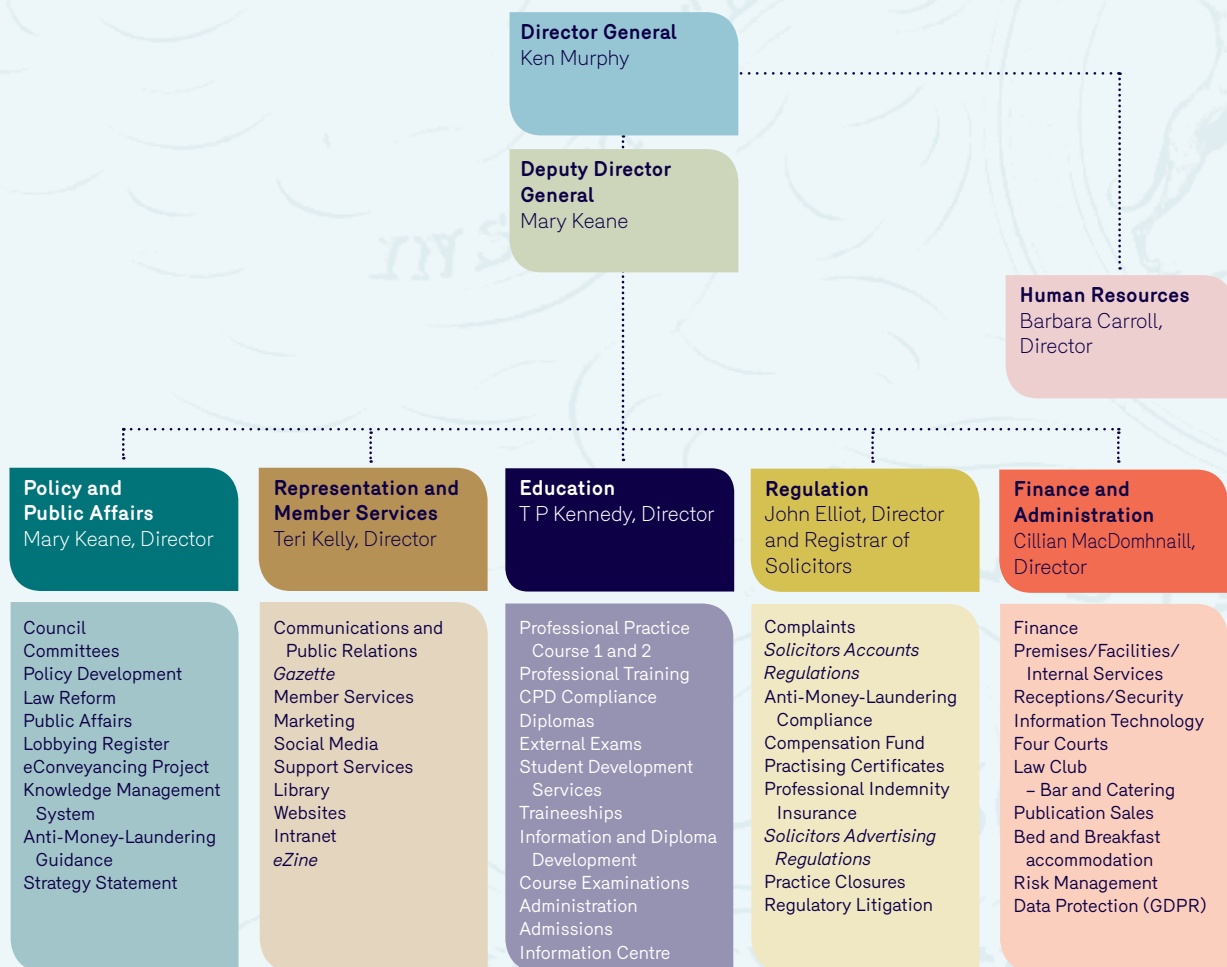 Director General
Ken Murphy
Deputy Director
General
Mary Keane
Human Resources
Barbara Carroll,
Director
Policy and
Public Affairs
Mary Keane, Director
Representation and
Member Services
Teri Kelly, Director
Education
T P Kennedy, Director
Regulation
John Elliot, Director
and Registrar of
Solicitors
Finance and
Administration
Cillian MacDomhnaill,
Director
Council
Committees
Policy Development
Law Reform
Public Affairs
Lobbying Register
eConveyancing Project
Knowledge Management
System
Anti-Money-Laundering
Guidance
Strategy Statement
Communications and
Public Relations
Gazette
Member Services
Marketing
Social Media
Support Services
Library
Websites
Intranet
eZine
Professional Practice
Course 1 and 2
Professional Training
CPD Compliance
Diplomas
External Exams
Student Development
Services
Traineeships
Information and Diploma
Development
Course Examinations
Administration
Admissions
Information Centre
Complaints
Solicitors Accounts
Regulations
Anti-Money-Laundering
Compliance
Compensation Fund
Practising Certificates
Professional Indemnity
Insurance
Solicitors Advertising
Regulations
Practice Closures
Regulatory Litigation
Finance
Premises/Facilities/
Internal Services
Receptions/Security
Information Technology
Four Courts
Law Club
– Bar and Catering
Publication Sales
Bed and Breakfast
accommodation
Risk Management
Data Protection (GDPR)